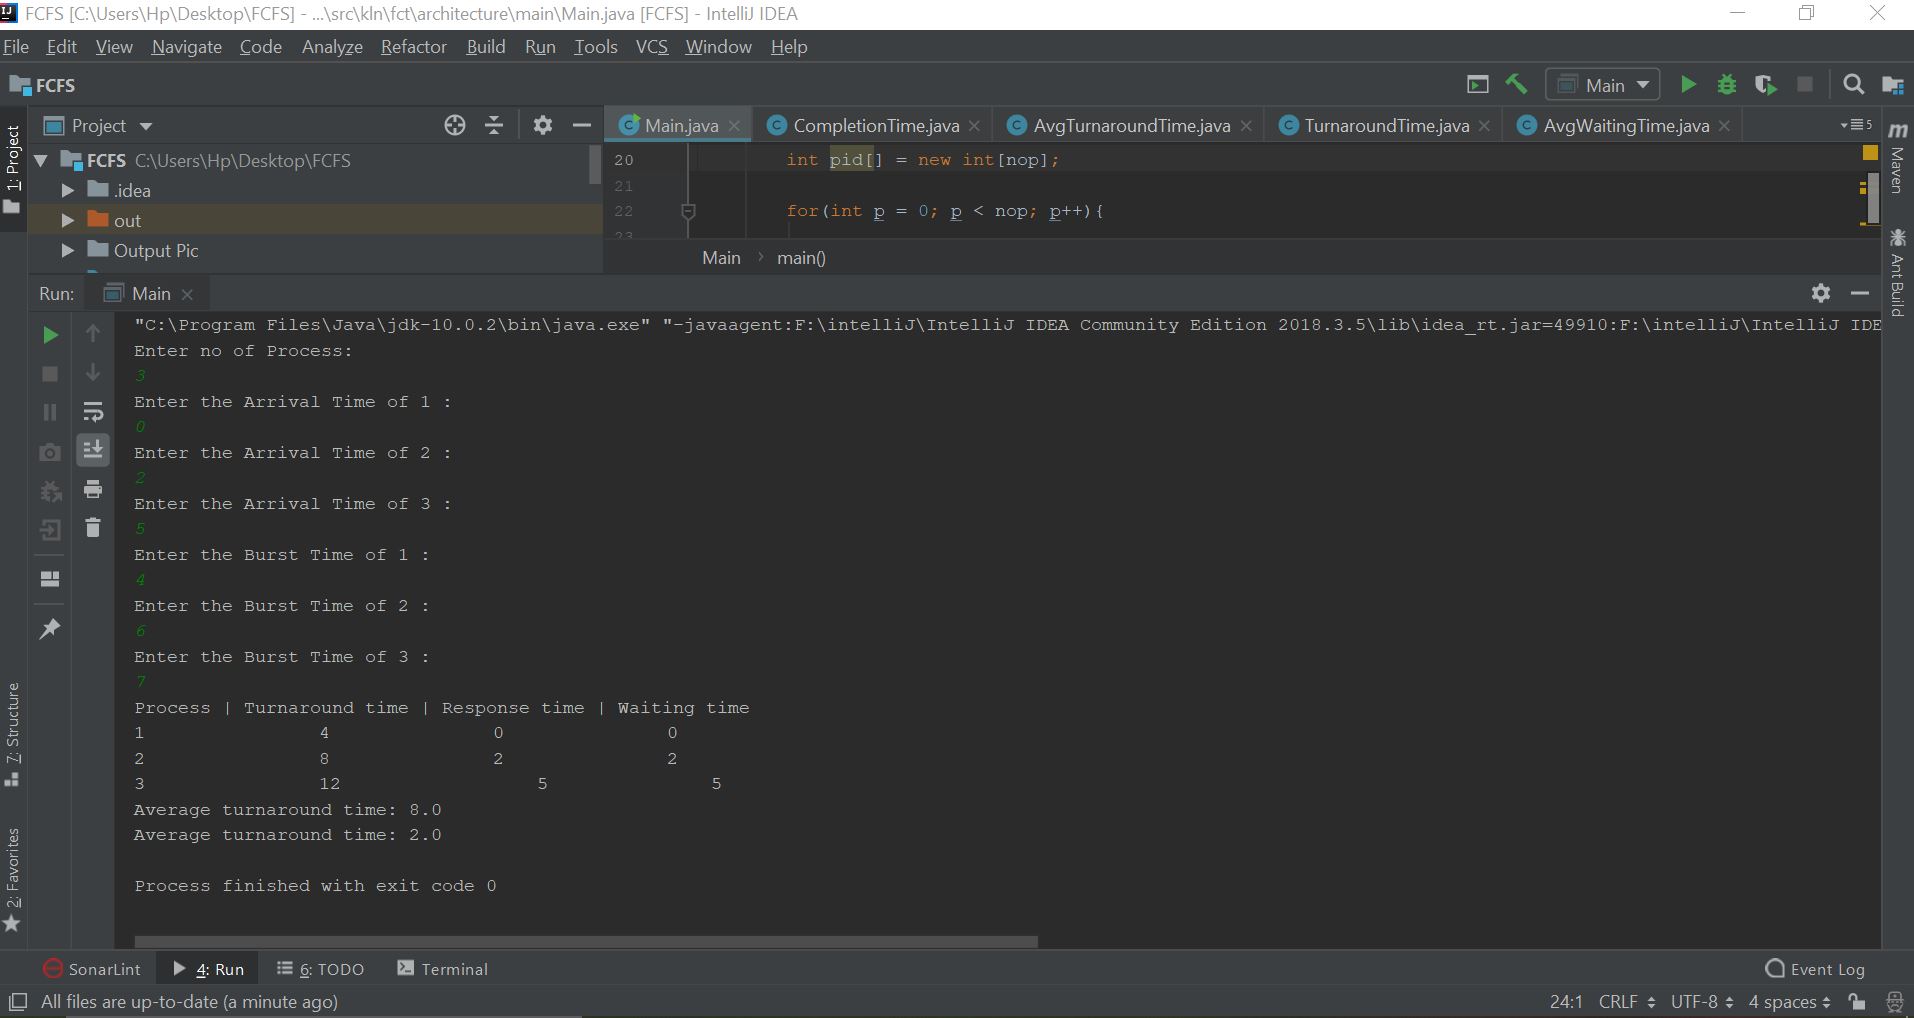 FCFS [C:\Users\Hp\Desktop\FCFS] - ...\src\kln\fct\architecture\main\Main.java [FCFS] - IntelliJ IDEA
File Edit View Navigate Code Analyze Refactor Build Run Tools VCS Window Help
FCFS
Main
1: Project
Project
Main.java CompletionTime.java AvgTurnaroundTime.java TurnaroundTime.java AvgWaitingTime.java
5
FCFS C:\Users\Hp\Desktop\FCFS
.idea
out
Output Pic
20 int pid[] = new int[nop];
21
22 for(int p = 0; p < nop; p++){
23
Main > main()
Maven
Ant Build
Run: Main
"C:\Program Files\Java\jdk-10.0.2\bin\java.exe" "-javaagent:F:\intelliJ\IntelliJ IDEA Community Edition 2018.3.5\lib\idea_rt.jar=49910:F:\intelliJ\IntelliJ IDE
Enter no of Process:
3
Enter the Arrival Time of 1 :
0
Enter the Arrival Time of 2 :
2
Enter the Arrival Time of 3 :
5
Enter the Burst Time of 1 :
4
Enter the Burst Time of 2 :
6
Enter the Burst Time of 3 :
7
Process | Turnaround time | Response time | Waiting time
1 4 0 0
2 8 2 2
3 12 5 5
Average turnaround time: 8.0
Average turnaround time: 2.0
Process finished with exit code 0
7: Structure
2: Favorites
SonarLint 4: Run 6: TODO Terminal Event Log
All files are up-to-date (a minute ago) 24:1 CRLF UTF-8 4 spaces